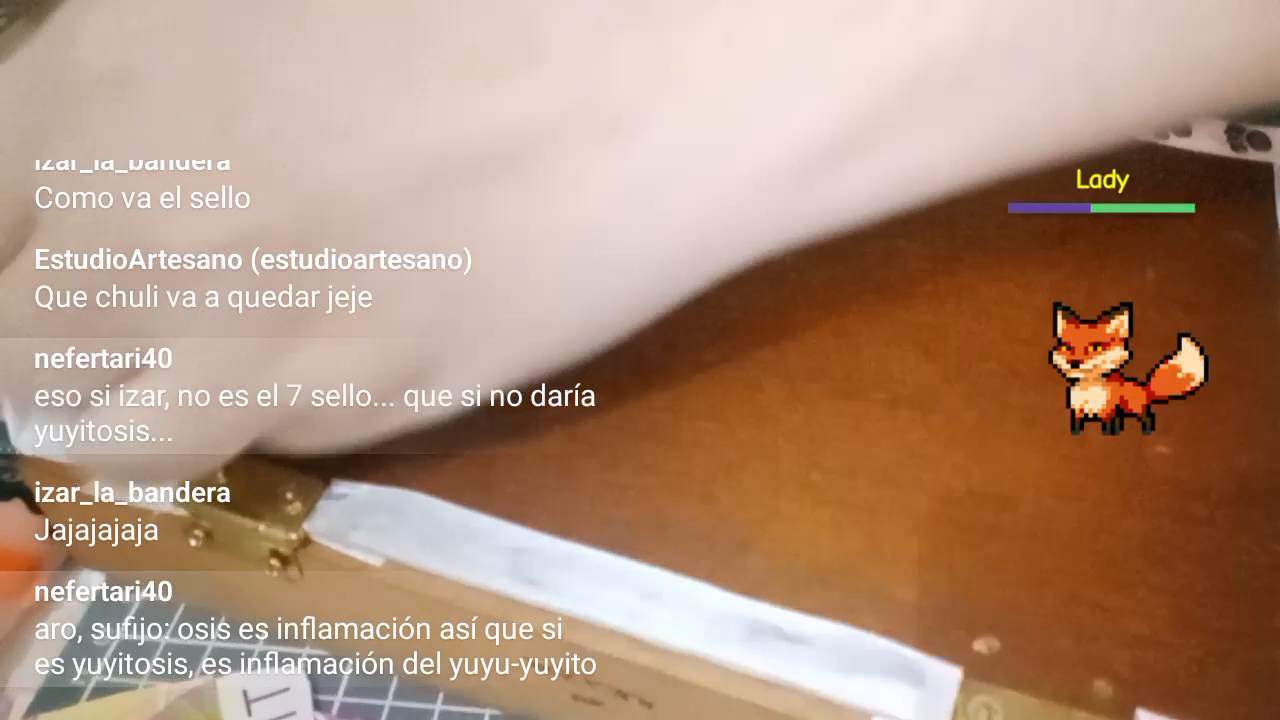 izar_la_bandera
Como va el sello
Lady
EstudioArtesano (estudioartesano)
Que chuli va a quedar jeje
nefertari40
eso si izar, no es el 7 sello... que si no daría
yuyitosis...
izar_la_bandera
Jajajajaja
nefertari40
aro, sufijo: osis es inflamación así que si
es yuyitosis, es inflamación del yuyu-yuyito